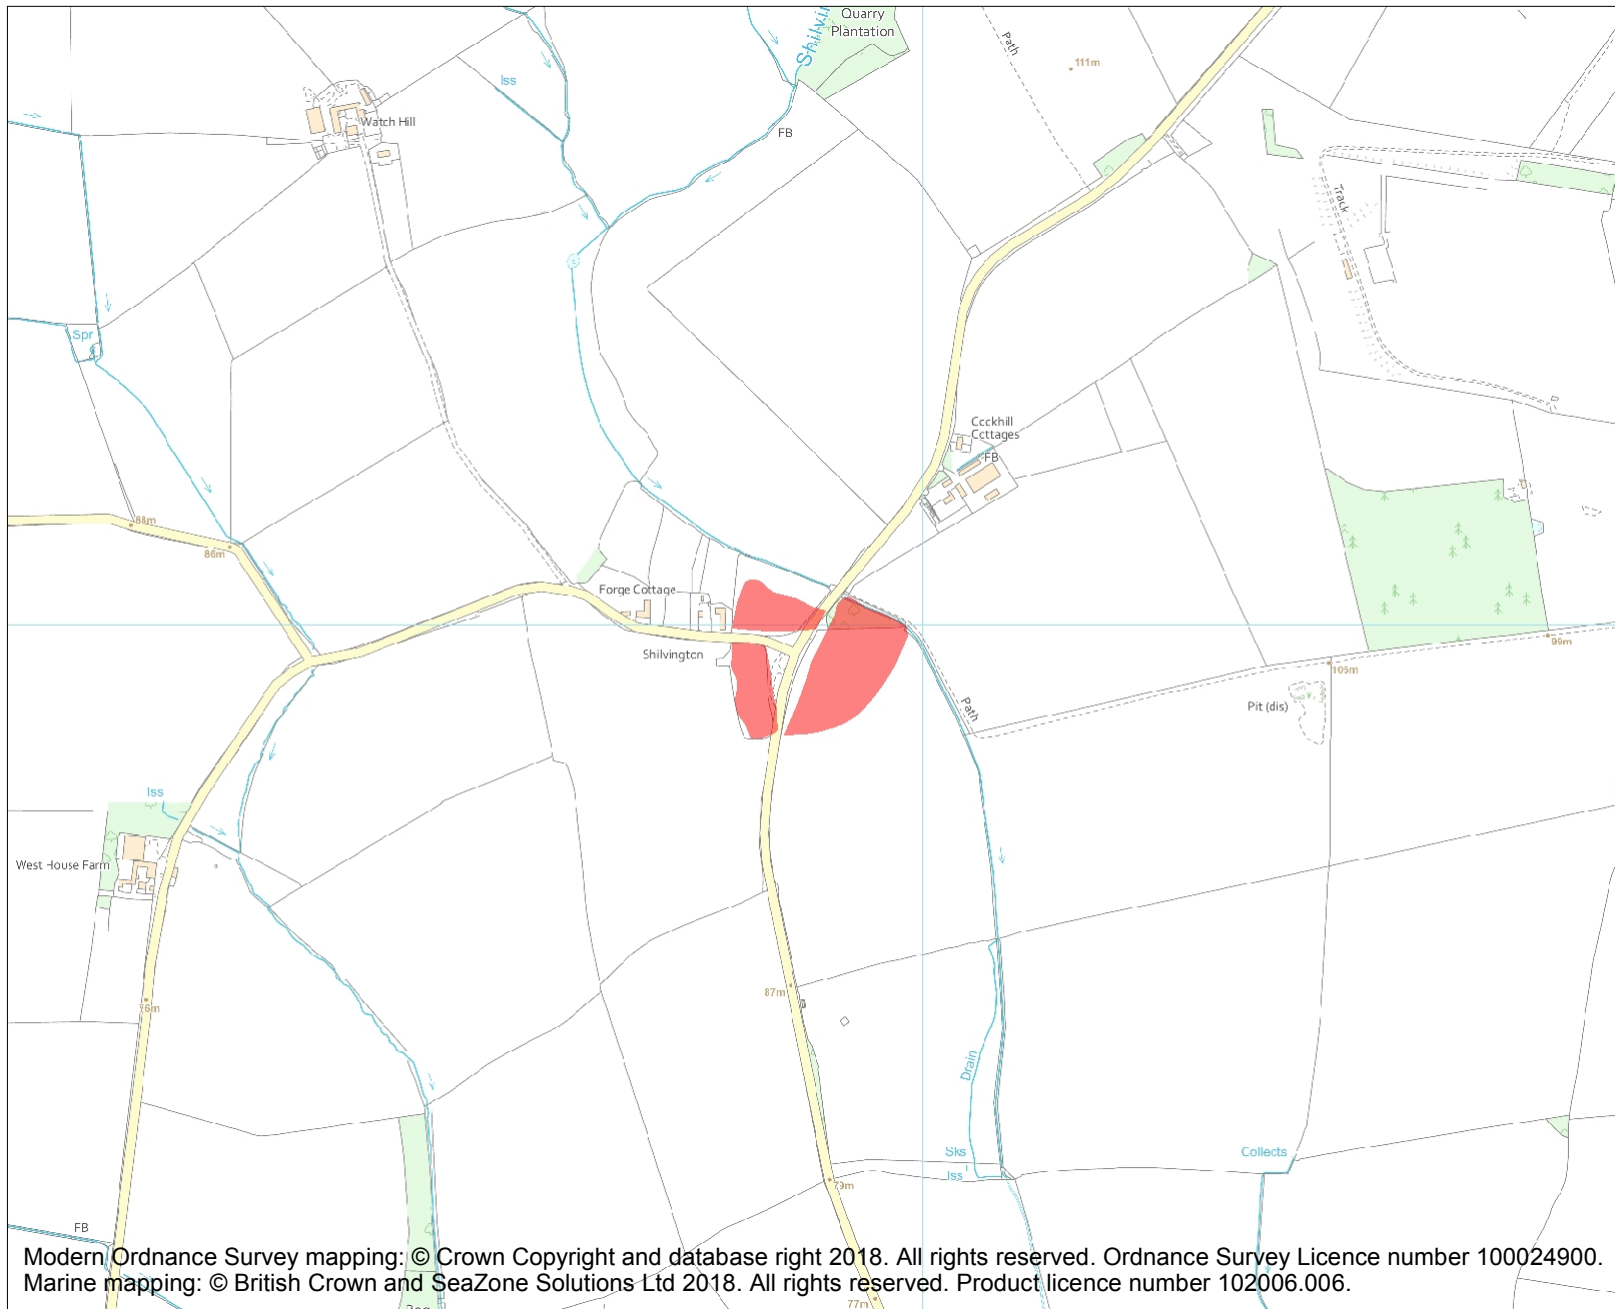 Quarry
Plantation
Path
111m
Iss
Watch Hill
FB
Track
Spr
Ccckhill
Ccttages
FB
88m
86m
Forge Cottage
Shilvington
99m
105m
Pit (dis)
Path
Iss
West House Farm
87m
Drain
Sks
Iss
Collects
79m
FB
77m
Modern Ordnance Survey mapping: © Crown Copyright and database right 2018. All rights reserved. Ordnance Survey Licence number 100024900.
Marine mapping: © British Crown and SeaZone Solutions Ltd 2018. All rights reserved. Product licence number 102006.006.